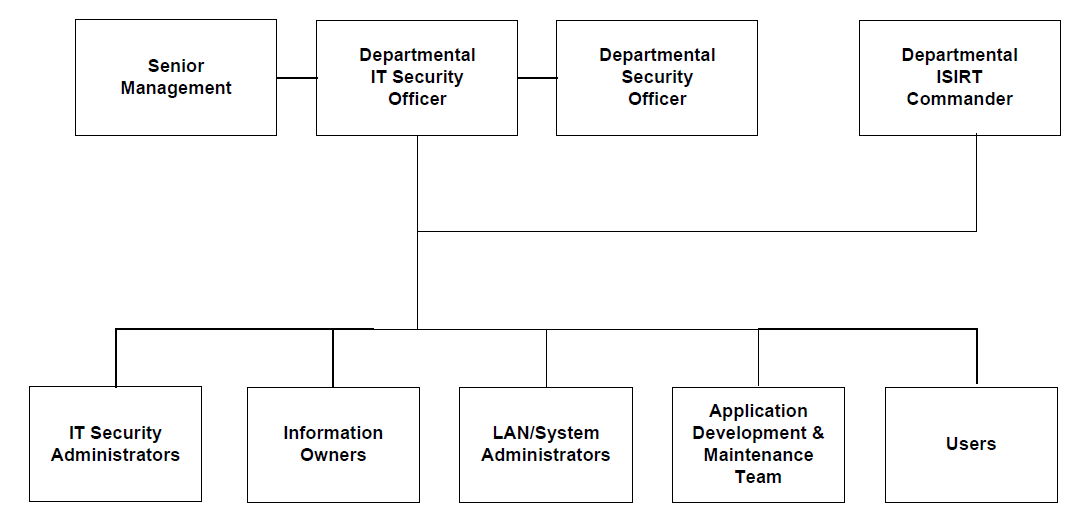 Senior
Management
Departmental
IT Security
Officer
Departmental
Security
Officer
Departmental
ISIRT
Commander
IT Security
Administrators
Information
Owners
LAN/System
Administrators
Application
Development &
Maintenance
Team
Users